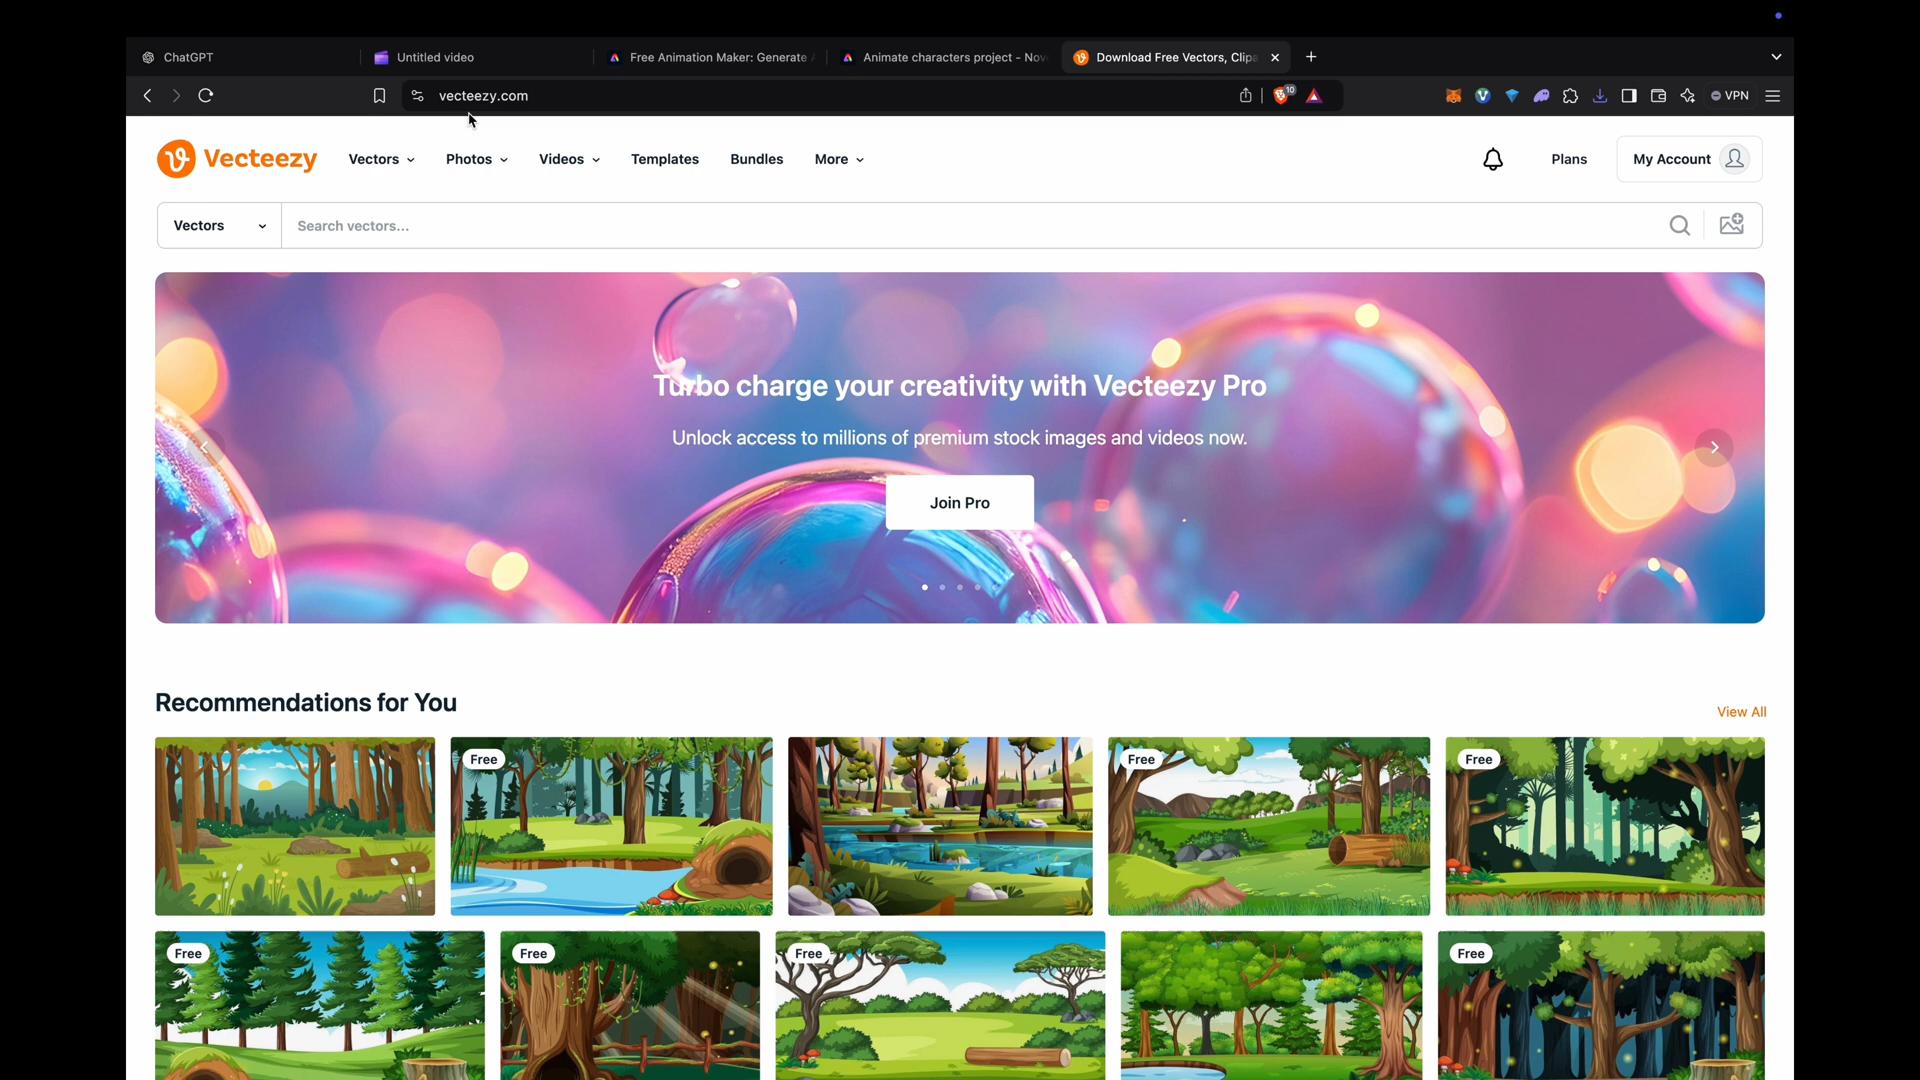 ChatGPT
Untitled video
Free Animation Maker: Generate
Animate characters project - Nov
Download Free Vectors, Clipa
vecteezy.com
10
VPN
Vecteezy
Vectors
Photos
Videos
Templates
Bundles
More
Plans
My Account
Vectors
Search vectors...
Turbo charge your creativity with Vecteezy Pro
Unlock access to millions of premium stock images and videos now.
Join Pro
Recommendations for You
View All
Free
Free
Free
Free
Free
Free
Free